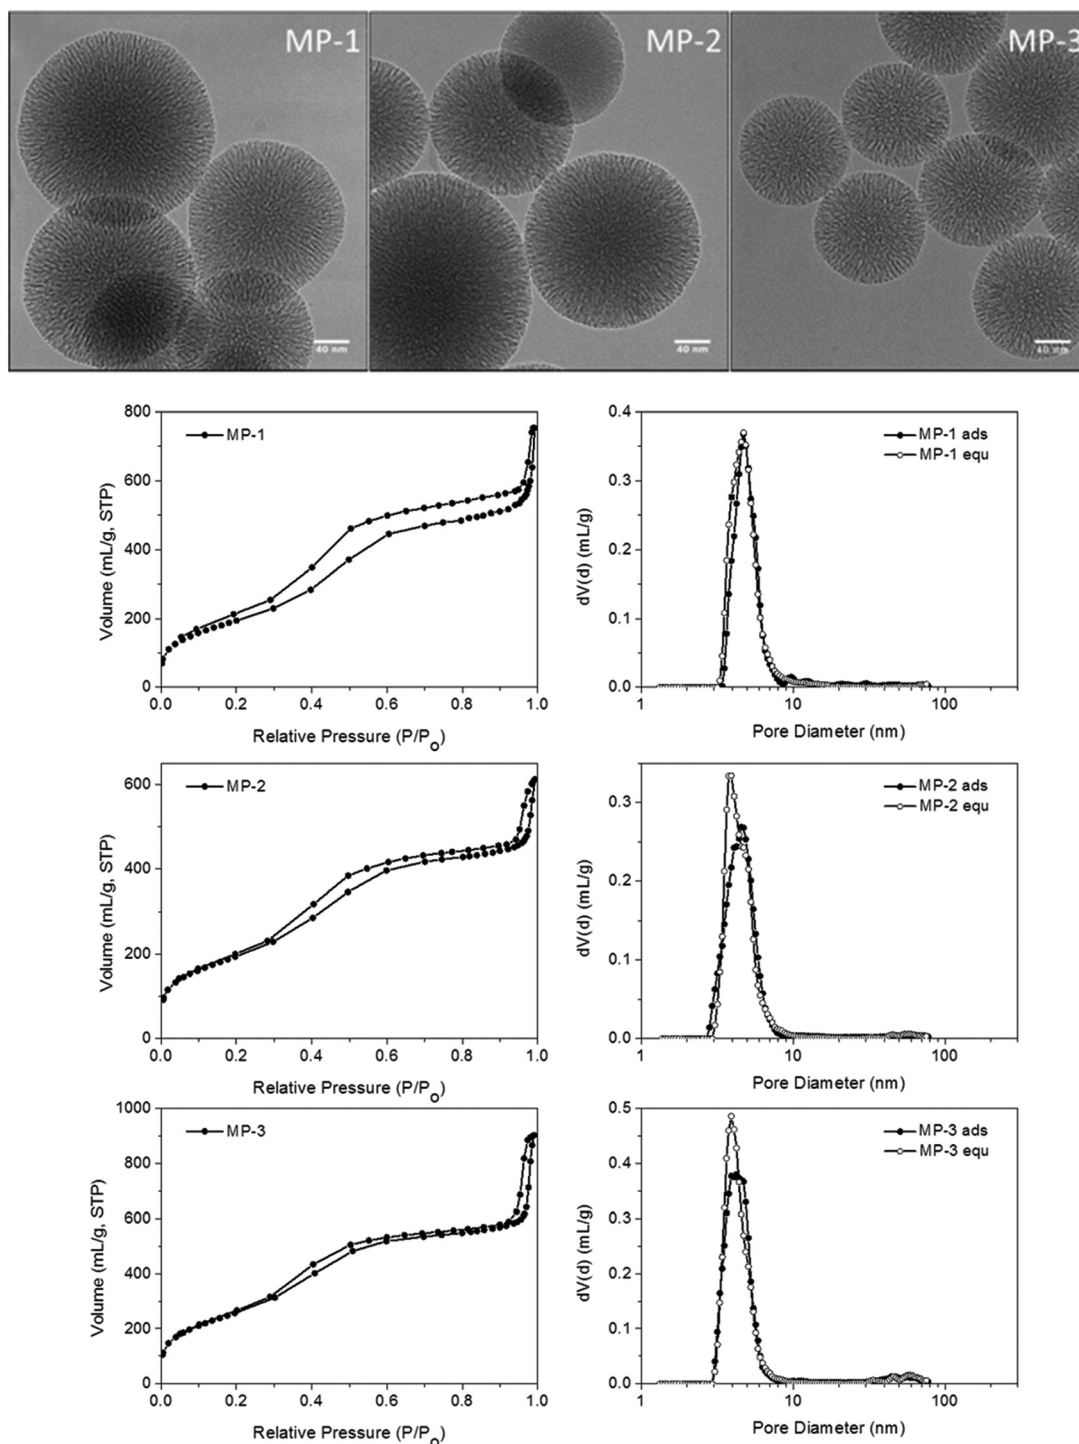 MP-1 MP-2 MP-3
40 nm 40 nm 40 nm
800
600
400
200
0
Volume (mL/g, STP)
MP-1
0.0 0.2 0.4 0.6 0.8 1.0
Relative Pressure (P/Po)
0.4
0.3
0.2
0.1
0.0
dV(d) (mL/g)
MP-1 ads
MP-1 equ
1 10 100
Pore Diameter (nm)
600
400
200
0
Volume (mL/g, STP)
MP-2
0.0 0.2 0.4 0.6 0.8 1.0
Relative Pressure (P/Po)
0.3
0.2
0.1
0.0
dV(d) (mL/g)
MP-2 ads
MP-2 equ
1 10 100
Pore Diameter (nm)
1000
800
600
400
200
0
Volume (mL/g, STP)
MP-3
0.0 0.2 0.4 0.6 0.8 1.0
Relative Pressure (P/Po)
0.5
0.4
0.3
0.2
0.1
0.0
dV(d) (mL/g)
MP-3 ads
MP-3 equ
1 10 100
Pore Diameter (nm)